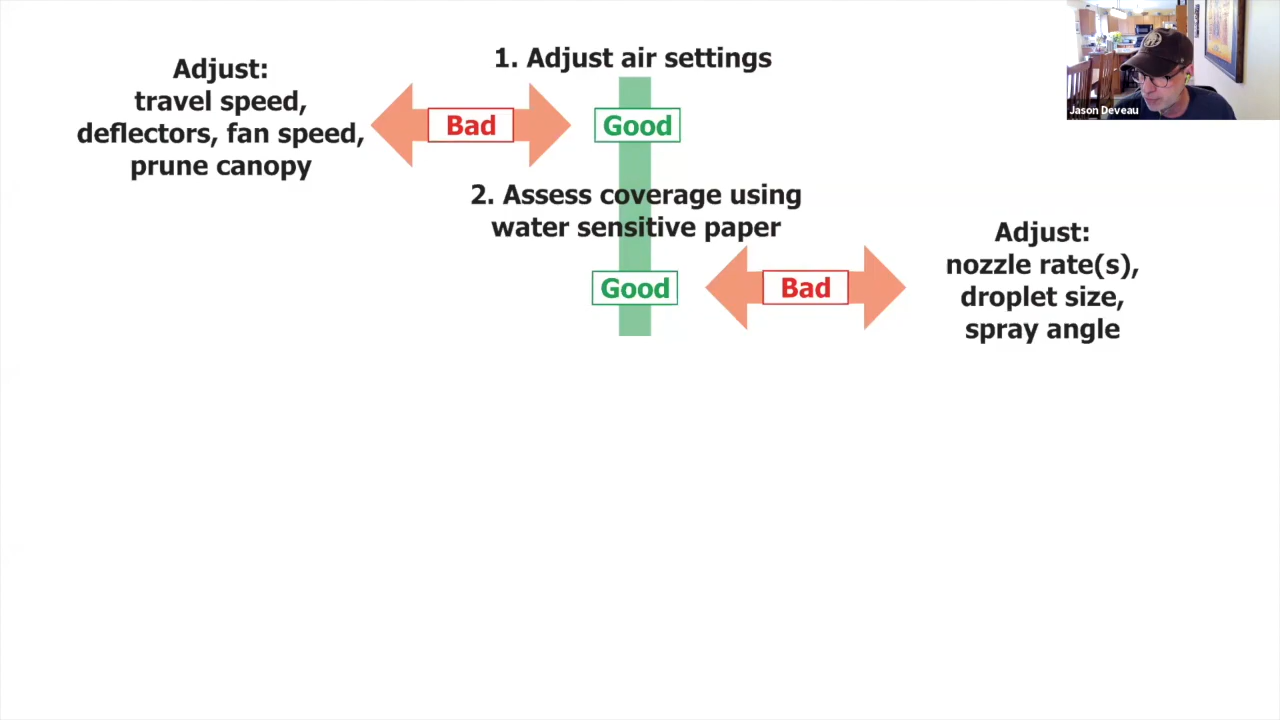 1. Adjust air settings
Adjust:
travel speed,
deflectors, fan speed,
prune canopy
Bad
Good
Jason Deveau
2. Assess coverage using
water sensitive paper
Good
Bad
Adjust:
nozzle rate(s),
droplet size,
spray angle